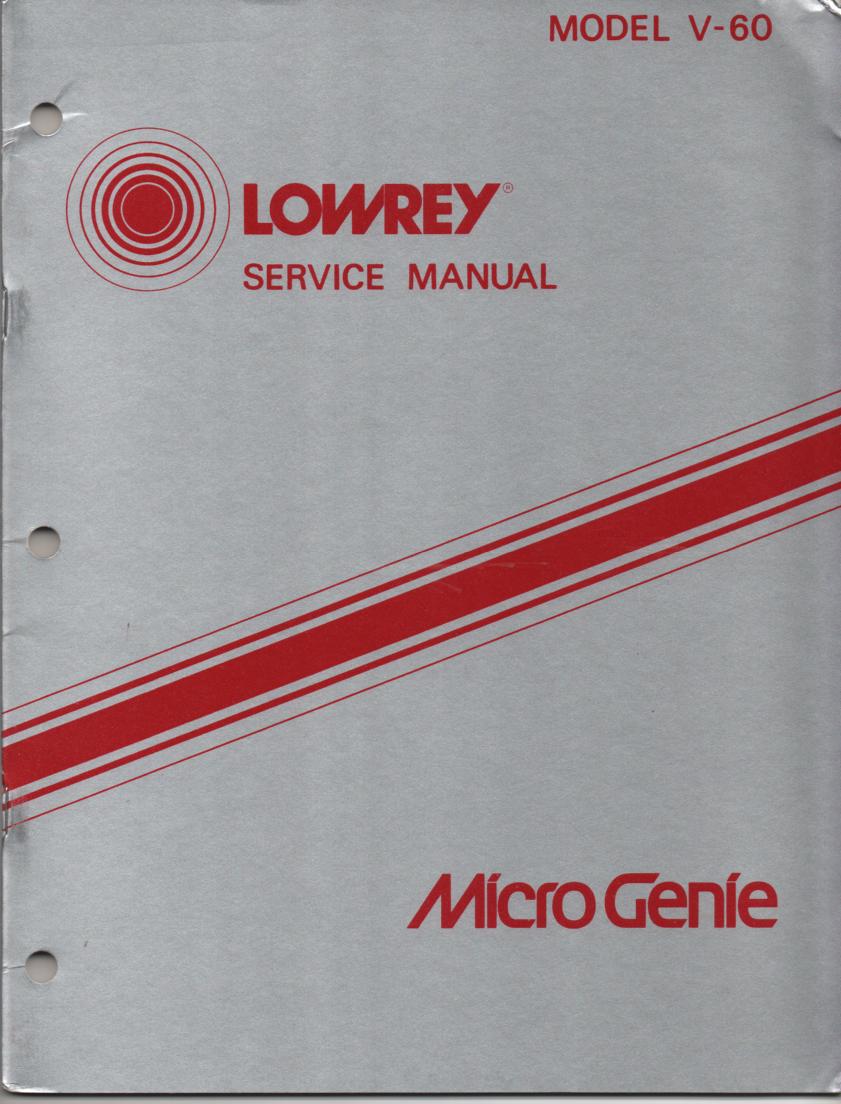 MODEL V-60
LOWREY®
SERVICE MANUAL
Micro Genie